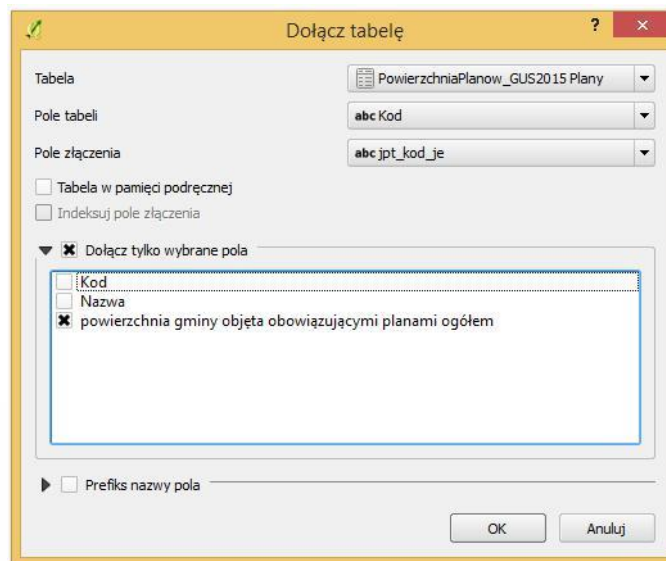 Dołącz tabelę
?
Tabela
PowierzchniaPlanow_GUS2015 Plany
Pole tabeli
abc Kod
Pole złączenia
abc jpt_kod_je
Tabela w pamięci podręcznej
Indeksuj pole złączenia
Dołącz tylko wybrane pola
Kod
Nazwa
powierzchnia gminy objęta obowiązującymi planami ogółem
Prefiks nazwy pola
OK
Anuluj